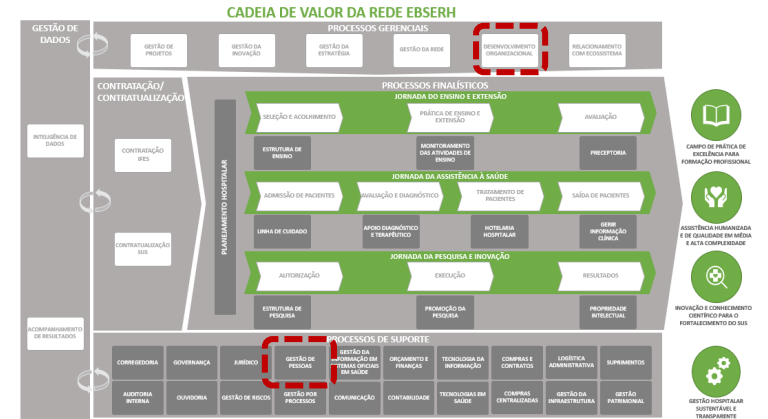 CADEIA DE VALOR DA REDE EBSERH
GESTÃO DE
DADOS
INTELIGÊNCIA DE
DADOS
ACOMPANHAMENTO
DE RESULTADOS
PROCESSOS GERENCIAIS
GESTÃO DE
PROJETOS
GESTÃO DA
INOVAÇÃO
GESTÃO DA
ESTRATÉGIA
GESTÃO DA REDE
DESENVOLVIMENTO
ORGANIZACIONAL
RELACIONAMENTO
COM ECOSSISTEMA
CONTRATAÇÃO/
CONTRATUALIZAÇÃO
CONTRATAÇÃO
IFES
CONTRATUALIZAÇÃO
SUS
PLANEJAMENTO HOSPITALAR
PROCESSOS FINALÍSTICOS
JORNADA DO ENSINO E EXTENSÃO
SELEÇÃO E ACOLHIMENTO
PRÁTICA DE ENSINO E
EXTENSÃO
AVALIAÇÃO
ESTRUTURA DE
ENSINO
MONITORAMENTO
DAS ATIVIDADES DE
ENSINO
PRECEPTORIA
JORNADA DA ASSISTÊNCIA À SAÚDE
ADMISSÃO DE PACIENTES
AVALIAÇÃO E DIAGNÓSTICO
TRATAMENTO DE
PACIENTES
SAÍDA DE PACIENTES
LINHA DE CUIDADO
APOIO DIAGNÓSTICO
E TERAPÊUTICO
HOTELARIA
HOSPITALAR
GERIR
INFORMAÇÃO
CLÍNICA
JORNADA DA PESQUISA E INOVAÇÃO
AUTORIZAÇÃO
EXECUÇÃO
RESULTADOS
ESTRUTURA DE
PESQUISA
PROMOÇÃO DA
PESQUISA
PROPRIEDADE
INTELECTUAL
PROCESSOS DE SUPORTE
CORREGEDORIA
GOVERNANÇA
JURÍDICO
GESTÃO DE
PESSOAS
GESTÃO DA
EM
EM SAÚDE
ORÇAMENTO E
FINANÇAS
TECNOLOGIA DA
INFORMAÇÃO
COMPRAS E
CONTRATOS
LOGÍSTICA
ADMINISTRATIVA
SUPRIMENTOS
AUDITORIA
INTERNA
OUVIDORIA
GESTÃO DE RISCOS
GESTÃO POR
PROCESSOS
COMUNICAÇÃO
CONTABILIDADE
TECNOLOGIAS EM
SAÚDE
COMPRAS
CENTRALIZADAS
GESTÃO DA
INFRAESTRUTURA
GESTÃO
PATRIMONIAL
CAMPO DE PRÁTICA DE
EXCELÊNCIA PARA
FORMAÇÃO PROFISSIONAL
ASSISTÊNCIA HUMANIZADA
E DE QUALIDADE EM MÉDIA
E ALTA COMPLEXIDADE
INOVAÇÃO E CONHECIMENTO
CIENTÍFICO PARA O
FORTALECIMENTO DO SUS
GESTÃO HOSPITALAR
SUSTENTÁVEL E
TRANSPARENTE